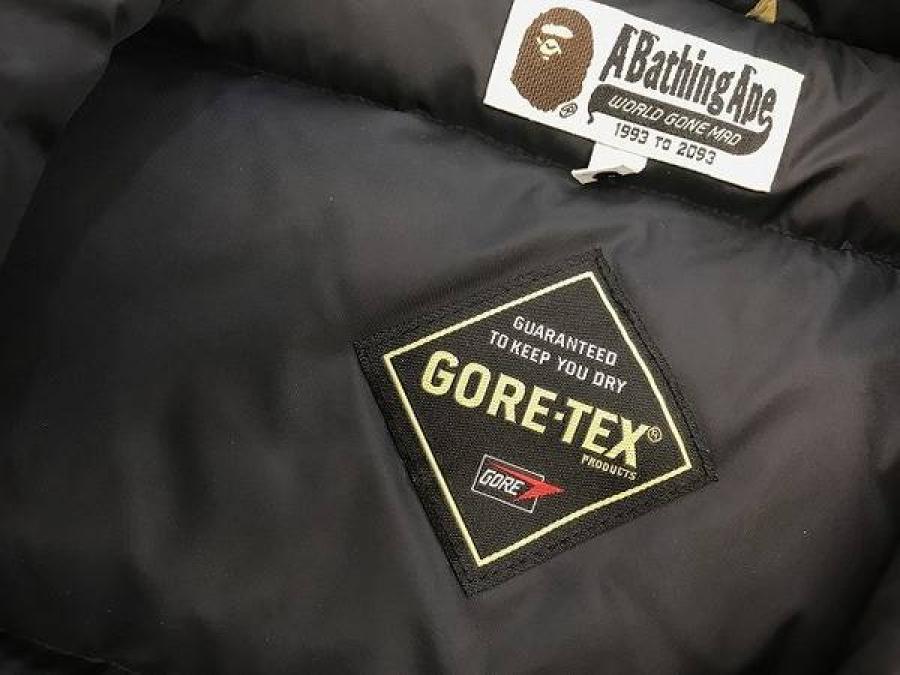 A Bathing Ape
WORLD GONE MAD
1993 TO 2093
GUARANTEED
TO KEEP YOU DRY
GORE-TEX®
PRODUCTS
GORE